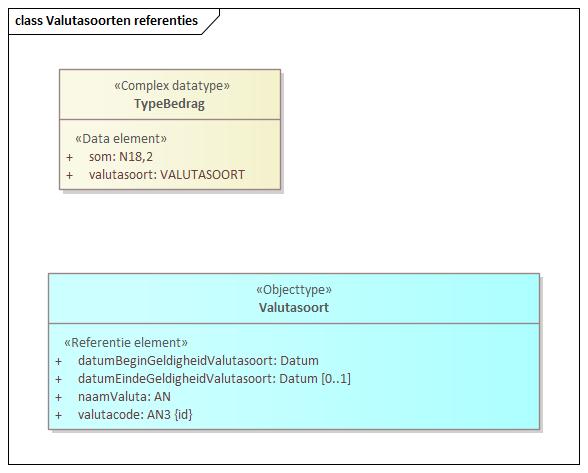 class Valutasoorten referenties
«Complex datatype»
TypeBedrag
«Data element»
+ som: N18,2
+ valutasoort: VALUTASOORT
«Objecttype»
Valutasoort
«Referentie element»
+ datumBeginGeldigheidValutasoort: Datum
+ datumEindeGeldigheidValutasoort: Datum [0..1]
+ naamValuta: AN
+ valutacode: AN3 {id}